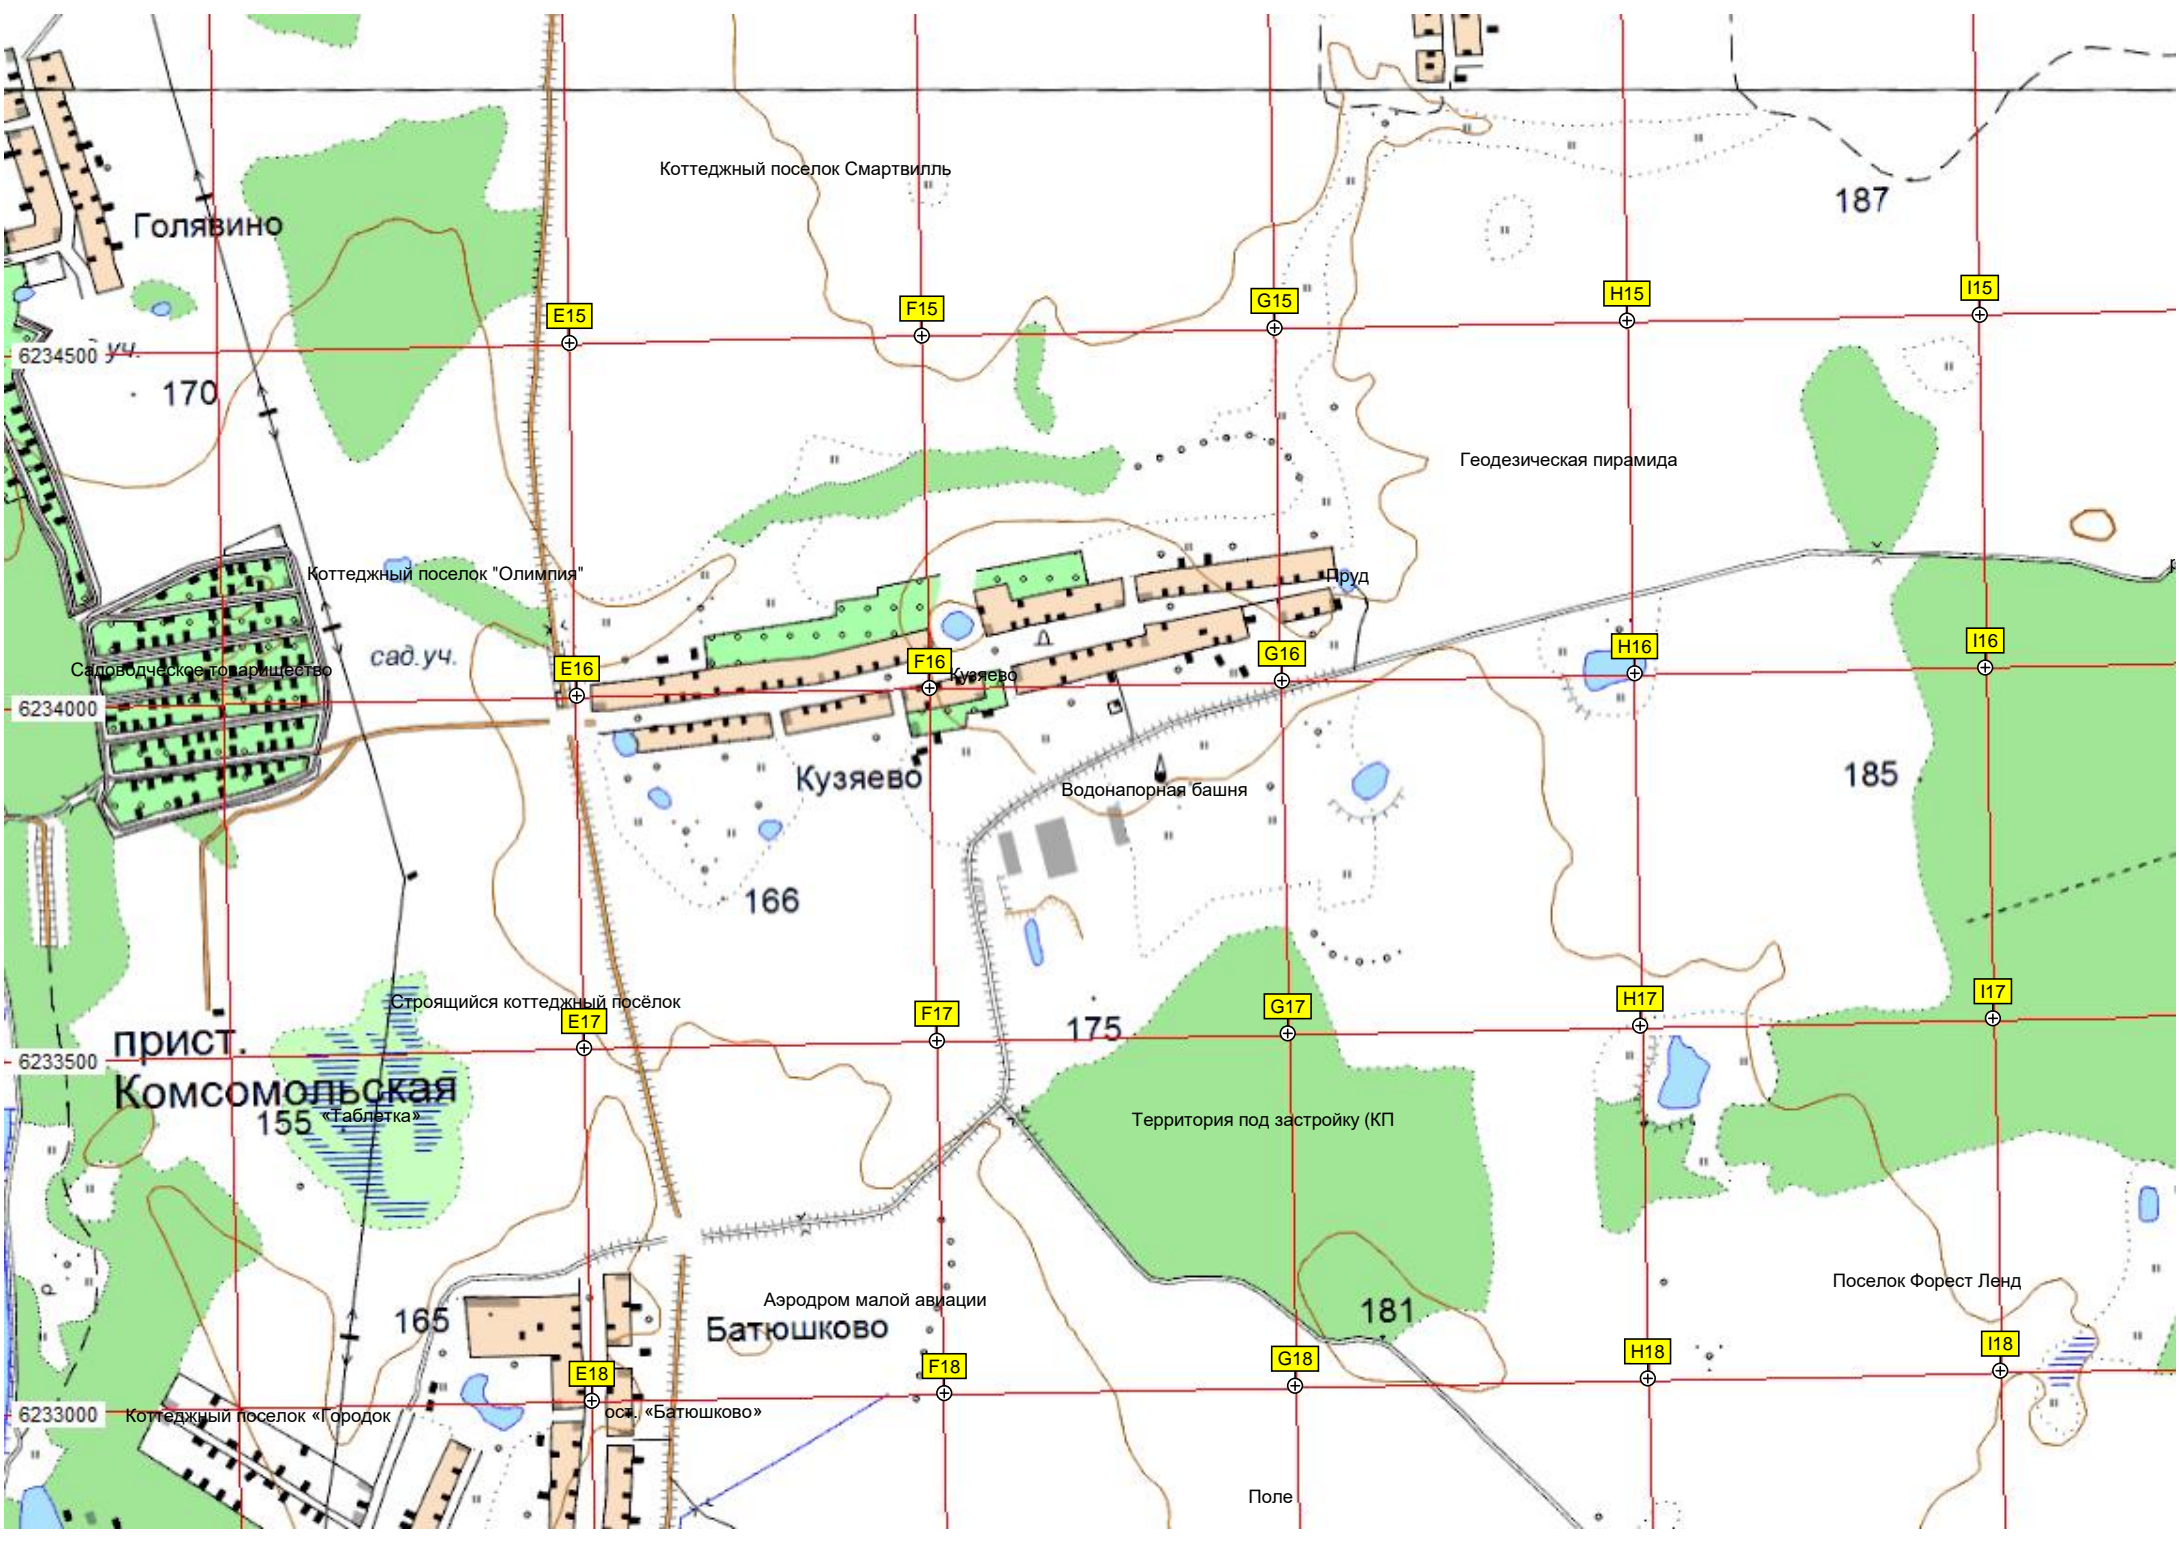 Коттеджный поселок Смартвилль
187
Голявино
E15
F15
G15
H15
I15
6234500
уч.
170
Геодезическая пирамида
Коттеджный поселок "Олимпия"
Пруд
сад.уч.
Садоводческое товарищество
E16
F16
G16
H16
I16
Кузяево
6234000
Кузяево
185
Водонапорная башня
166
Строящийся коттеджный посёлок
E17
F17
G17
H17
I17
175
прист.
Комсомольская
6233500
155
«Таблетка»
Территория под застройку (КП
Поселок Форест Ленд
Аэродром малой авиации
165
Батюшково
181
E18
F18
G18
H18
I18
6233000
Коттеджный поселок «Городок
ост. «Батюшково»
Поле